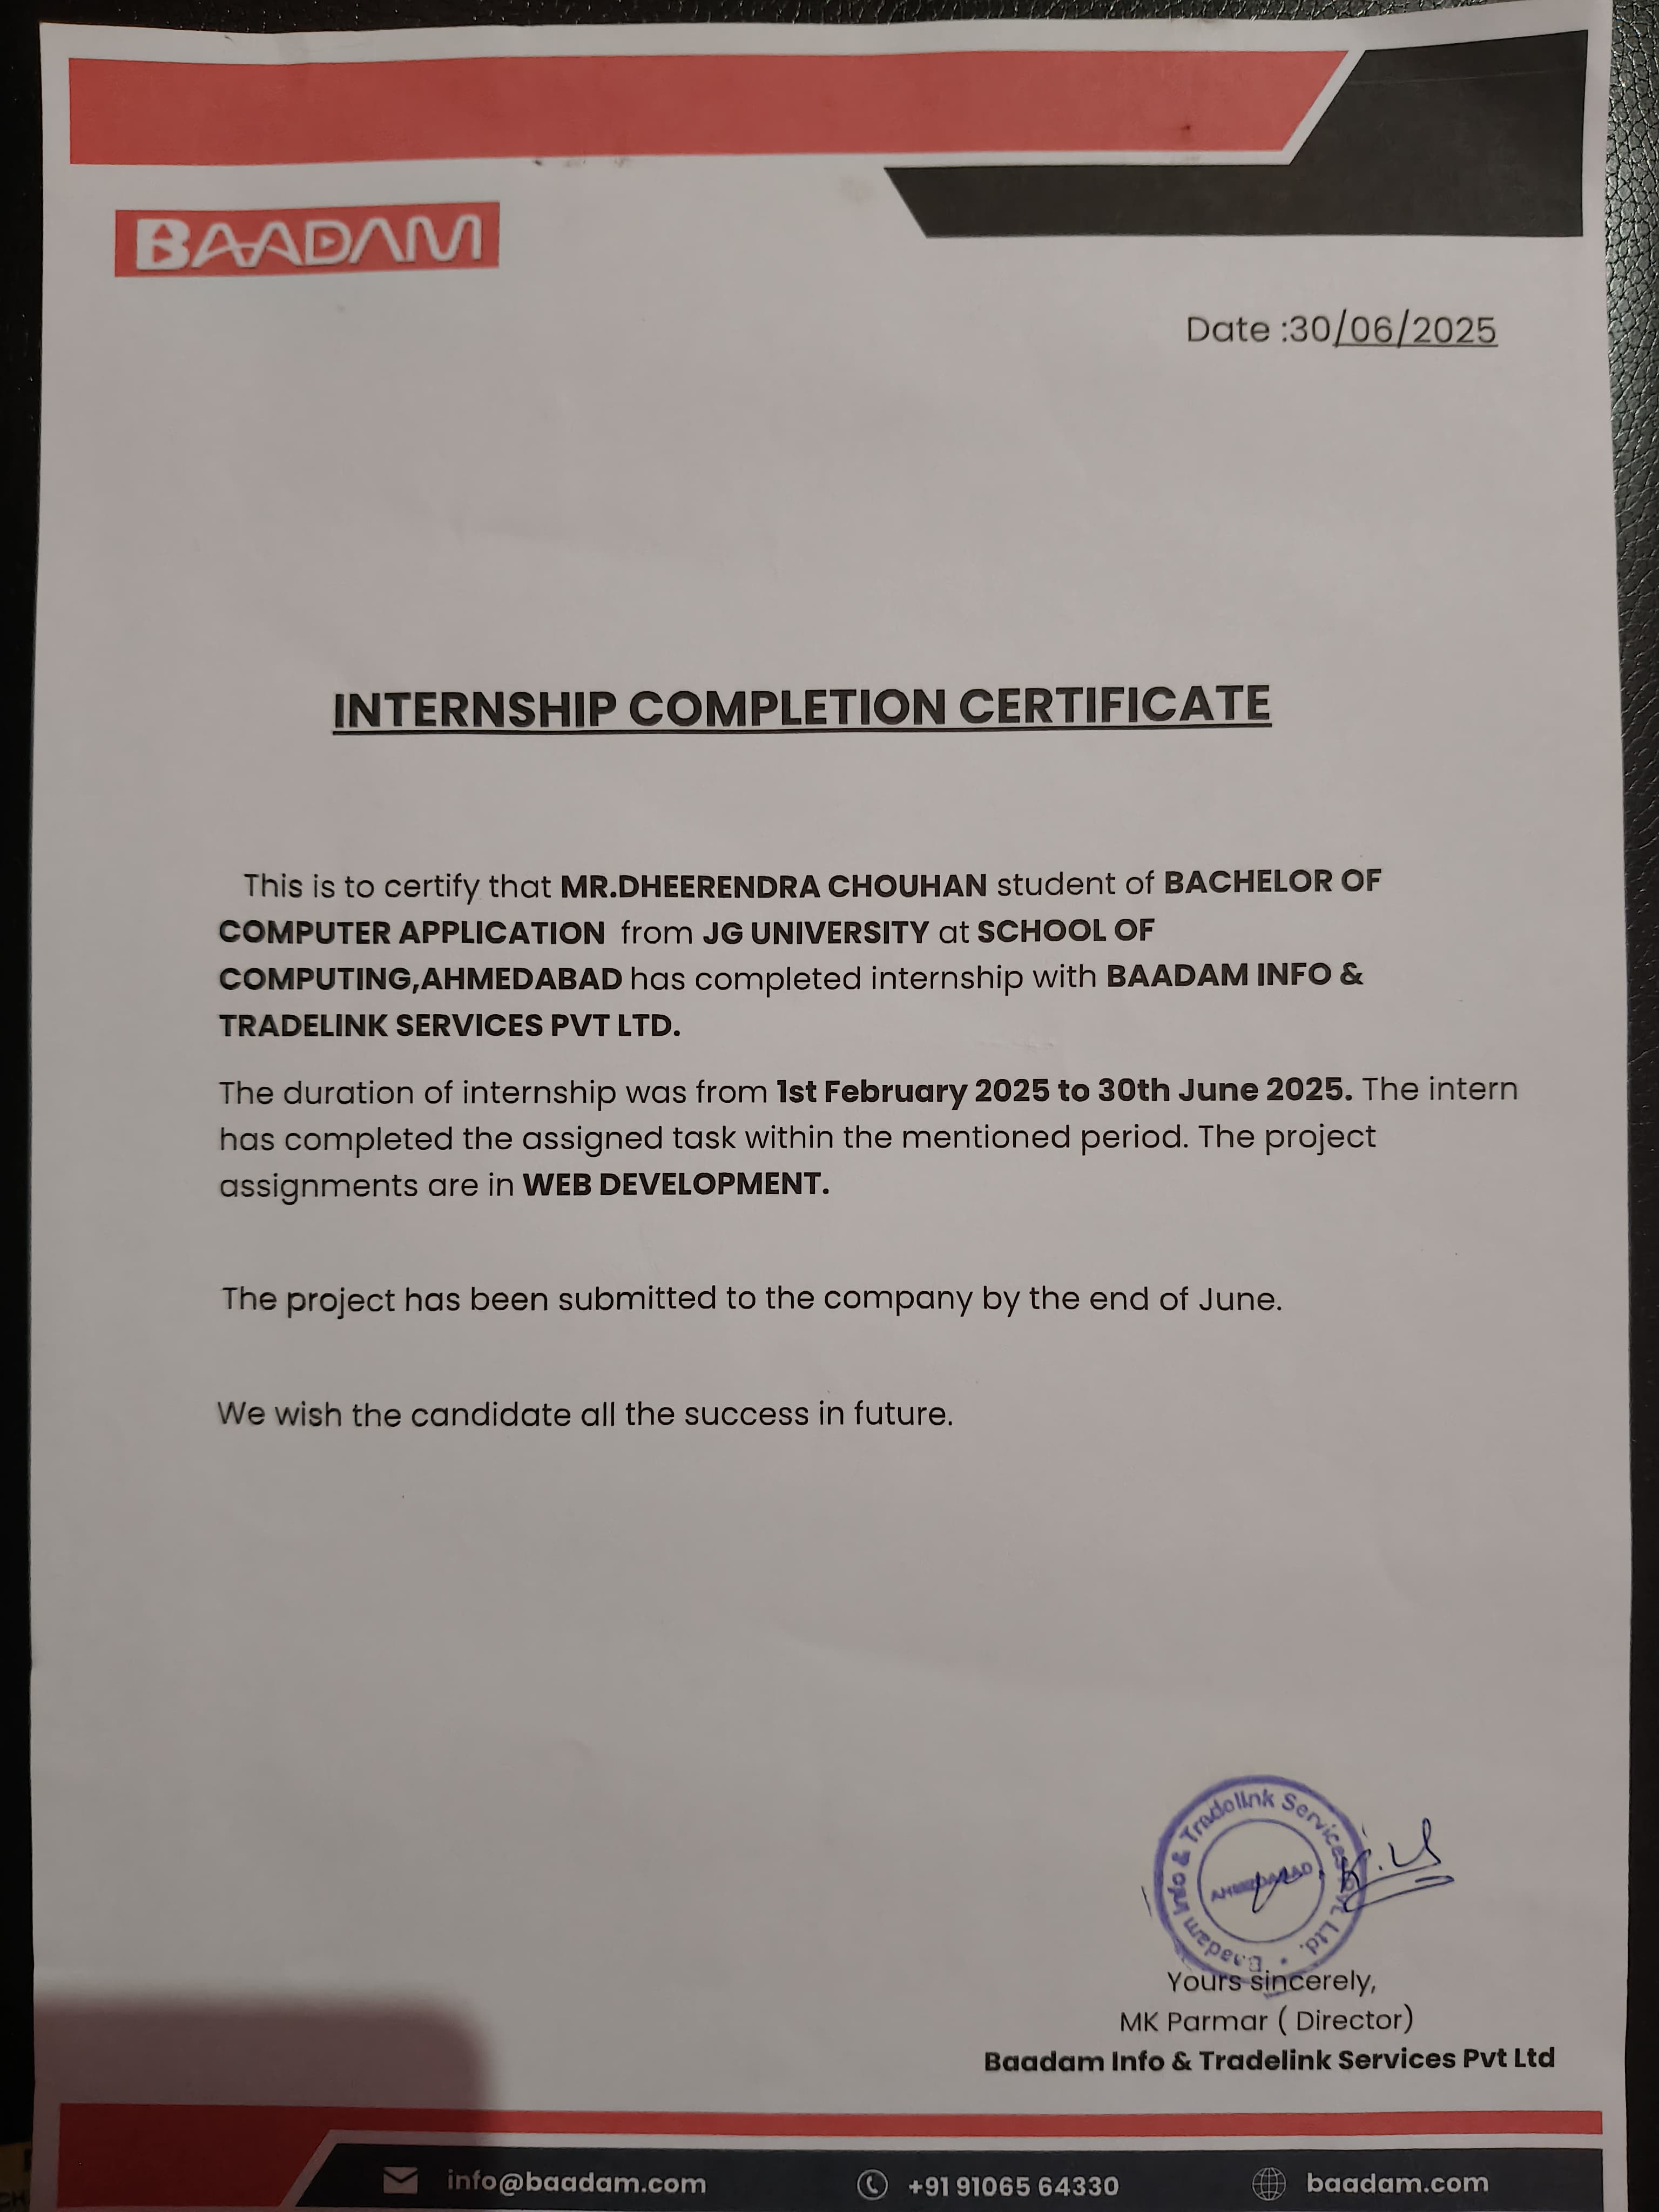 BAADAM
Date :30/06/2025
INTERNSHIP COMPLETION CERTIFICATE
This is to certify that MR.DHEERENDRA CHOUHAN student of BACHELOR OF
COMPUTER APPLICATION from JG UNIVERSITY at SCHOOL OF
COMPUTING,AHMEDABAD has completed internship with BAADAM INFO &
TRADELINK SERVICES PVT LTD.
The duration of internship was from 1st February 2025 to 30th June 2025. The intern
has completed the assigned task within the mentioned period. The project
assignments are in WEB DEVELOPMENT.
The project has been submitted to the company by the end of June.
We wish the candidate all the success in future.
Baadam Info & Tradelink Services Pvt Ltd.
AHMEDABAD
Yours sincerely,
MK Parmar ( Director)
Baadam Info & Tradelink Services Pvt Ltd
info@baadam.com
+91 91065 64330
baadam.com